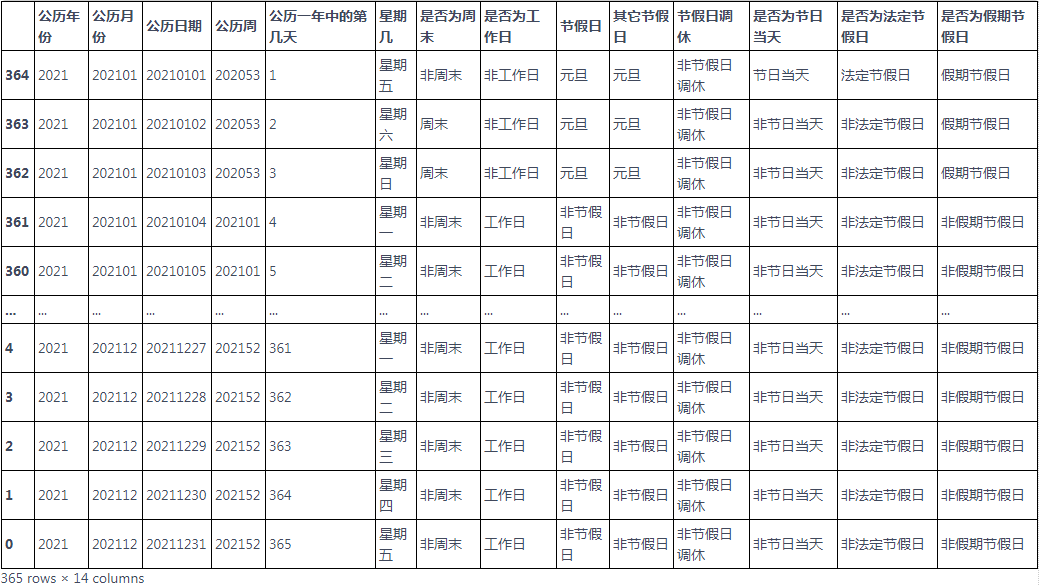 公历年份 公历月份 公历日期 公历周 公历一年中的第几天 星期几 是否为周末 是否为工作日 节假日 其它节假日 节假日调休 是否为节日当天 是否为法定节假日 是否为假期节假日
364 2021 202101 20210101 202053 1 星期五 非周末 非工作日 元旦 元旦 非节假日调休 节日当天 法定节假日 假期节假日
363 2021 202101 20210102 202053 2 星期六 周末 非工作日 元旦 元旦 非节假日调休 非节日当天 非法定节假日 假期节假日
362 2021 202101 20210103 202053 3 星期日 周末 非工作日 元旦 元旦 非节假日调休 非节日当天 非法定节假日 假期节假日
361 2021 202101 20210104 202101 4 星期一 非周末 工作日 非节假日 非节假日 非节假日调休 非节日当天 非法定节假日 非假期节假日
360 2021 202101 20210105 202101 5 星期二 非周末 工作日 非节假日 非节假日 非节假日调休 非节日当天 非法定节假日 非假期节假日
... ... ... ... ... ... ... ... ... ... ... ... ... ... ...
4 2021 202112 20211227 202152 361 星期一 非周末 工作日 非节假日 非节假日 非节假日调休 非节日当天 非法定节假日 非假期节假日
3 2021 202112 20211228 202152 362 星期二 非周末 工作日 非节假日 非节假日 非节假日调休 非节日当天 非法定节假日 非假期节假日
2 2021 202112 20211229 202152 363 星期三 非周末 工作日 非节假日 非节假日 非节假日调休 非节日当天 非法定节假日 非假期节假日
1 2021 202112 20211230 202152 364 星期四 非周末 工作日 非节假日 非节假日 非节假日调休 非节日当天 非法定节假日 非假期节假日
0 2021 202112 20211231 202152 365 星期五 非周末 工作日 非节假日 非节假日 非节假日调休 非节日当天 非法定节假日 非假期节假日
365 rows × 14 columns